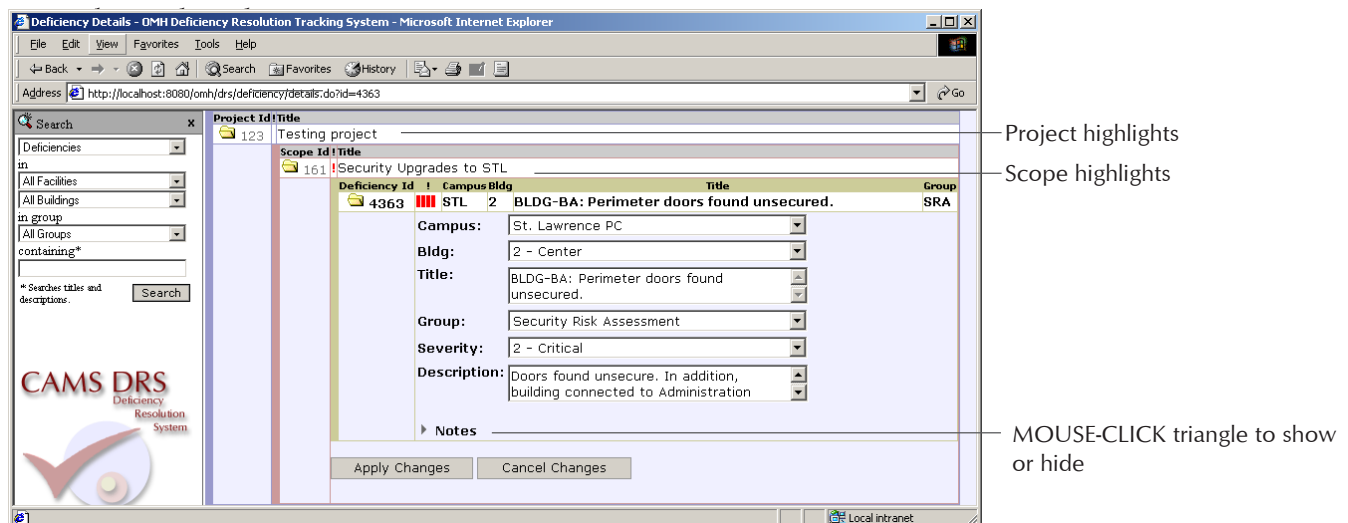 Deficiency Details - OMH Deficiency Resolution Tracking System - Microsoft Internet Explorer
File Edit View Favorites Tools Help
Back Search Favorites History
Address http://localhost:8080/omh/drs/deficiency/details.do?id=4363 Go
Search x
Deficiencies
in
All Facilities
All Buildings
in group
All Groups
containing*
* Searches titles and
descriptions.
Search
CAMS DRS
Deficiency
Resolution
System
Project Id ! Title
123 Testing project
Scope Id ! Title
161 ! Security Upgrades to STL
Deficiency Id ! Campus Bldg Title Group
4363 STL 2 BLDG-BA: Perimeter doors found unsecured. SRA
Campus: St. Lawrence PC
Bldg: 2 - Center
Title: BLDG-BA: Perimeter doors found
unsecured.
Group: Security Risk Assessment
Severity: 2 - Critical
Description: Doors found unsecure. In addition,
building connected to Administration
Notes
Apply Changes Cancel Changes
Local intranet
Project highlights
Scope highlights
MOUSE-CLICK triangle to show
or hide